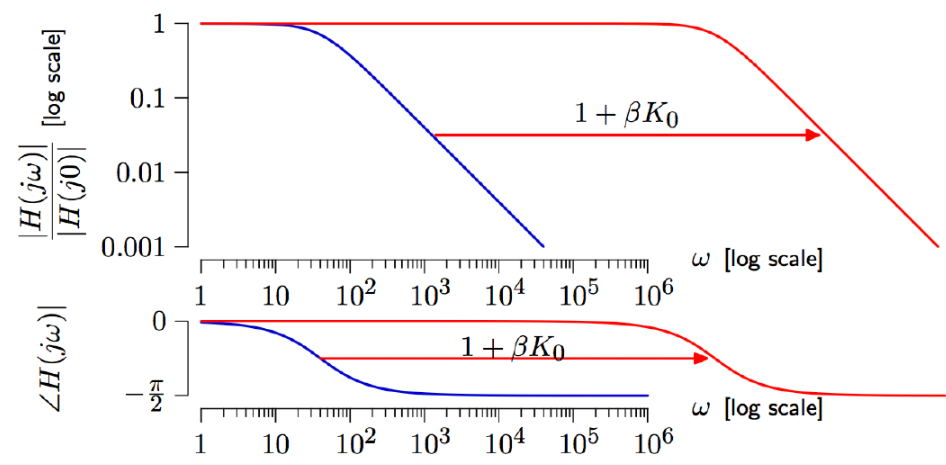 1
0.1
0.01
0.001
|H(jω)|
|H(j0)|
[log scale]
1 + βK₀
ω [log scale]
1 10 10² 10³ 10⁴ 10⁵ 10⁶
0
−π/2
∠H(jω)|
1 + βK₀
ω [log scale]
1 10 10² 10³ 10⁴ 10⁵ 10⁶